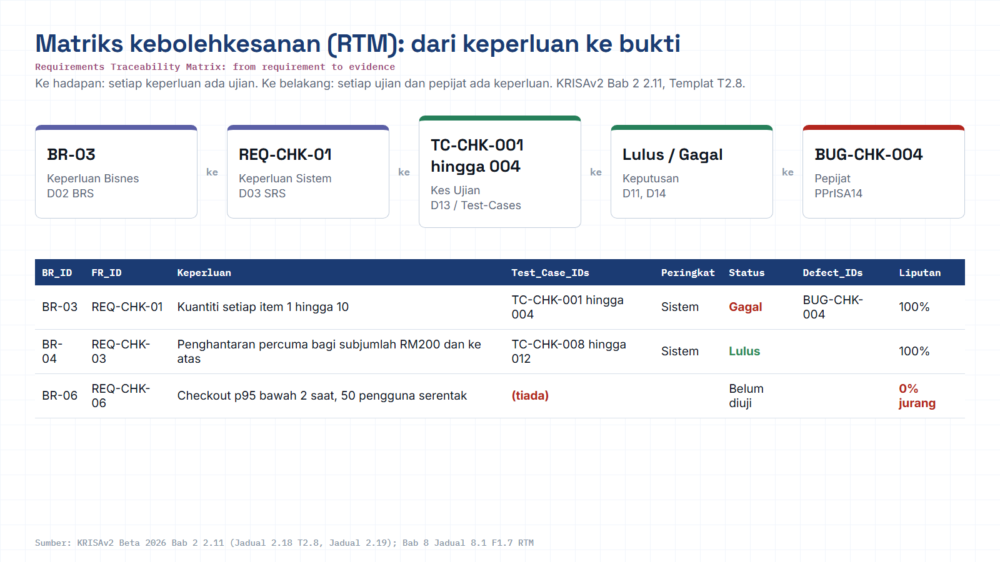 Matriks kebolehkesanan (RTM): dari keperluan ke bukti
Requirements Traceability Matrix: from requirement to evidence
Ke hadapan: setiap keperluan ada ujian. Ke belakang: setiap ujian dan pepijat ada keperluan. KRISAv2 Bab 2 2.11, Templat T2.8.
BR-03
Keperluan Bisnes
D02 BRS
ke
REQ-CHK-01
Keperluan Sistem
D03 SRS
ke
TC-CHK-001
hingga 004
Kes Ujian
D13 / Test-Cases
ke
Lulus / Gagal
Keputusan
D11, D14
ke
BUG-CHK-004
Pepijat
PPrISA14
BR_ID FR_ID Keperluan Test_Case_IDs Peringkat Status Defect_IDs Liputan
BR-03 REQ-CHK-01 Kuantiti setiap item 1 hingga 10 TC-CHK-001 hingga 004 Sistem Gagal BUG-CHK-004 100%
BR-04 REQ-CHK-03 Penghantaran percuma bagi subjumlah RM200 dan ke atas TC-CHK-008 hingga 012 Sistem Lulus 100%
BR-06 REQ-CHK-06 Checkout p95 bawah 2 saat, 50 pengguna serentak (tiada) Belum diuji 0% jurang
Sumber: KRISAv2 Beta 2026 Bab 2 2.11 (Jadual 2.18 T2.8, Jadual 2.19); Bab 8 Jadual 8.1 F1.7 RTM